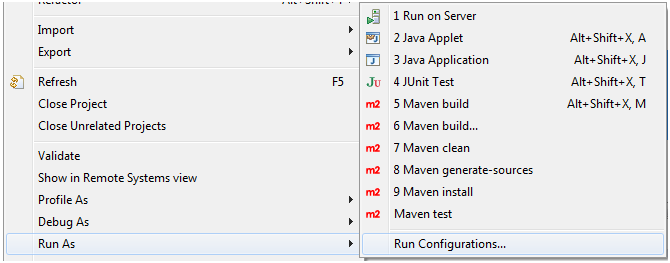 Refactor Alt+Shift+T
Import
Export
Refresh F5
Close Project
Close Unrelated Projects
Validate
Show in Remote Systems view
Profile As
Debug As
Run As
1 Run on Server
2 Java Applet Alt+Shift+X, A
3 Java Application Alt+Shift+X, J
JU 4 JUnit Test Alt+Shift+X, T
m2 5 Maven build Alt+Shift+X, M
m2 6 Maven build...
m2 7 Maven clean
m2 8 Maven generate-sources
m2 9 Maven install
m2 Maven test
Run Configurations...